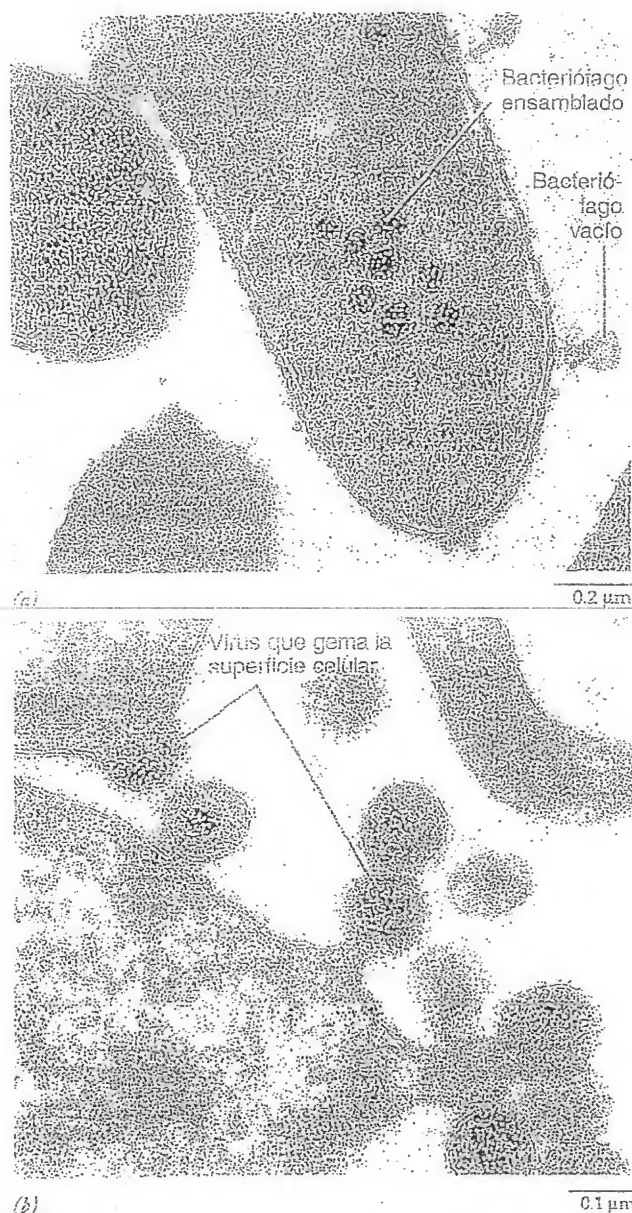 Bacteriófago
ensamblado
Bacterió-
fago
vacío
(a)
0.2 µm
Virus que gema la
superficie celular
(b)
0.1 µm